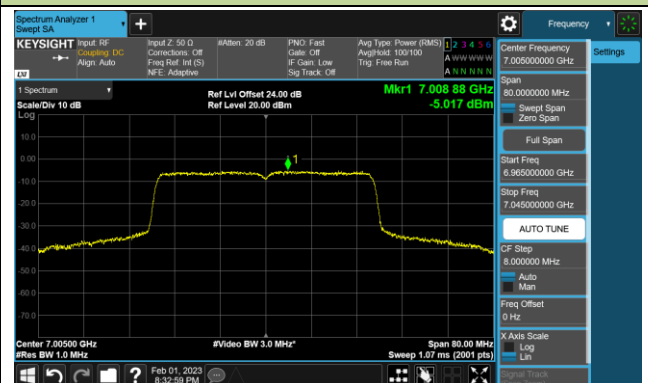 Spectrum Analyzer 1
Swept SA
Frequency
KEYSIGHT
Input: RF
Coupling: DC
Align: Auto
Input Z: 50 Ω
Corrections: Off
Freq Ref: Int (S)
NFE: Adaptive
#Atten: 20 dB
PNO: Fast
Gate: Off
IF Gain: Low
Sig Track: Off
Avg Type: Power (RMS)
Avg|Hold: 100/100
Trig: Free Run
1 2 3 4 5 6
A W W W W W
A N N N N N
LXI
1 Spectrum
Scale/Div 10 dB
Log
Ref Lvl Offset 24.00 dB
Ref Level 20.00 dBm
Mkr1 7.008 88 GHz
-5.017 dBm
1
10.0
0.00
-10.0
-20.0
-30.0
-40.0
-50.0
-60.0
-70.0
Center 7.00500 GHz
#Res BW 1.0 MHz
#Video BW 3.0 MHz*
Span 80.00 MHz
Sweep 1.07 ms (2001 pts)
Feb 01, 2023
8:32:59 PM
Center Frequency
7.005000000 GHz
Settings
Span
80.0000000 MHz
Swept Span
Zero Span
Full Span
Start Freq
6.965000000 GHz
Stop Freq
7.045000000 GHz
AUTO TUNE
CF Step
8.000000 MHz
Auto
Man
Freq Offset
0 Hz
X Axis Scale
Log
Lin
Signal Track